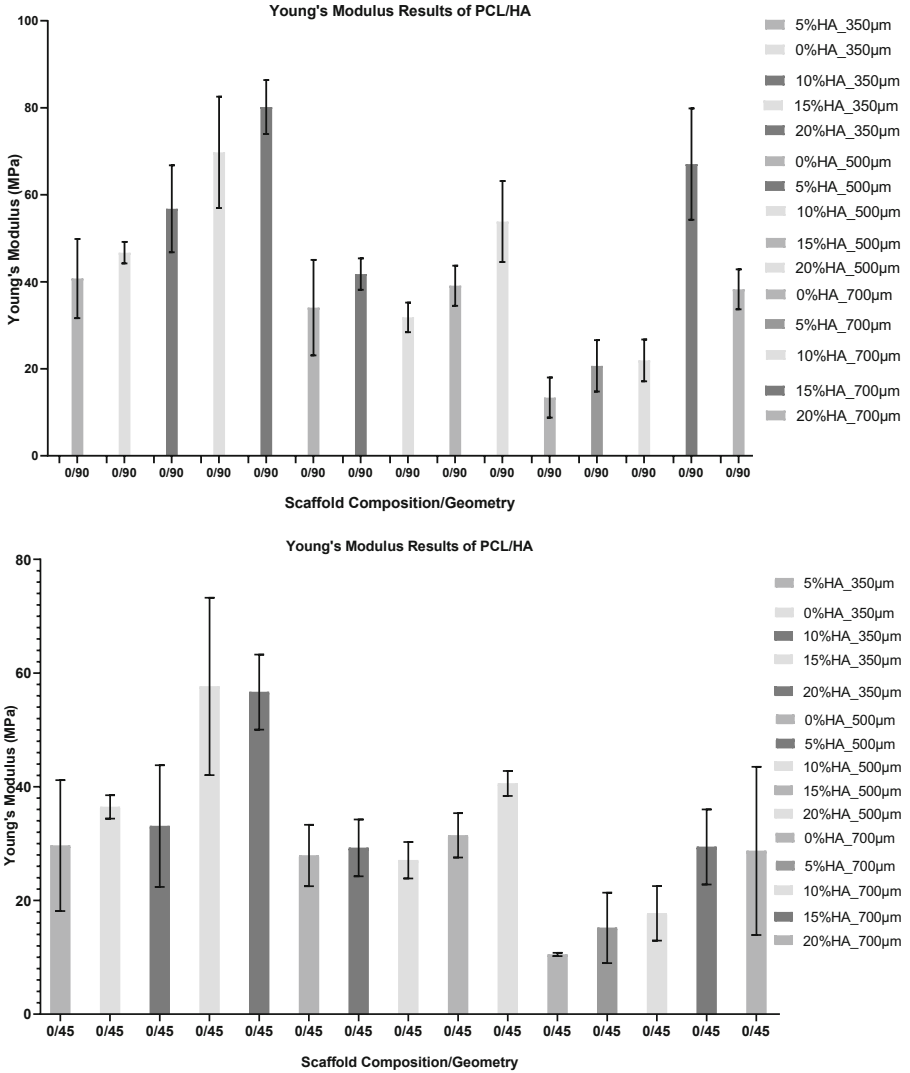 Young's Modulus Results of PCL/HA
Young's Modulus (MPa)
100
80
60
40
20
0
0/90 0/90 0/90 0/90 0/90 0/90 0/90 0/90 0/90 0/90 0/90 0/90 0/90 0/90 0/90
Scaffold Composition/Geometry
5%HA_350µm
0%HA_350µm
10%HA_350µm
15%HA_350µm
20%HA_350µm
0%HA_500µm
5%HA_500µm
10%HA_500µm
15%HA_500µm
20%HA_500µm
0%HA_700µm
5%HA_700µm
10%HA_700µm
15%HA_700µm
20%HA_700µm
Young's Modulus Results of PCL/HA
Young's Modulus (MPa)
80
60
40
20
0
0/45 0/45 0/45 0/45 0/45 0/45 0/45 0/45 0/45 0/45 0/45 0/45 0/45 0/45 0/45
Scaffold Composition/Geometry
5%HA_350µm
0%HA_350µm
10%HA_350µm
15%HA_350µm
20%HA_350µm
0%HA_500µm
5%HA_500µm
10%HA_500µm
15%HA_500µm
20%HA_500µm
0%HA_700µm
5%HA_700µm
10%HA_700µm
15%HA_700µm
20%HA_700µm